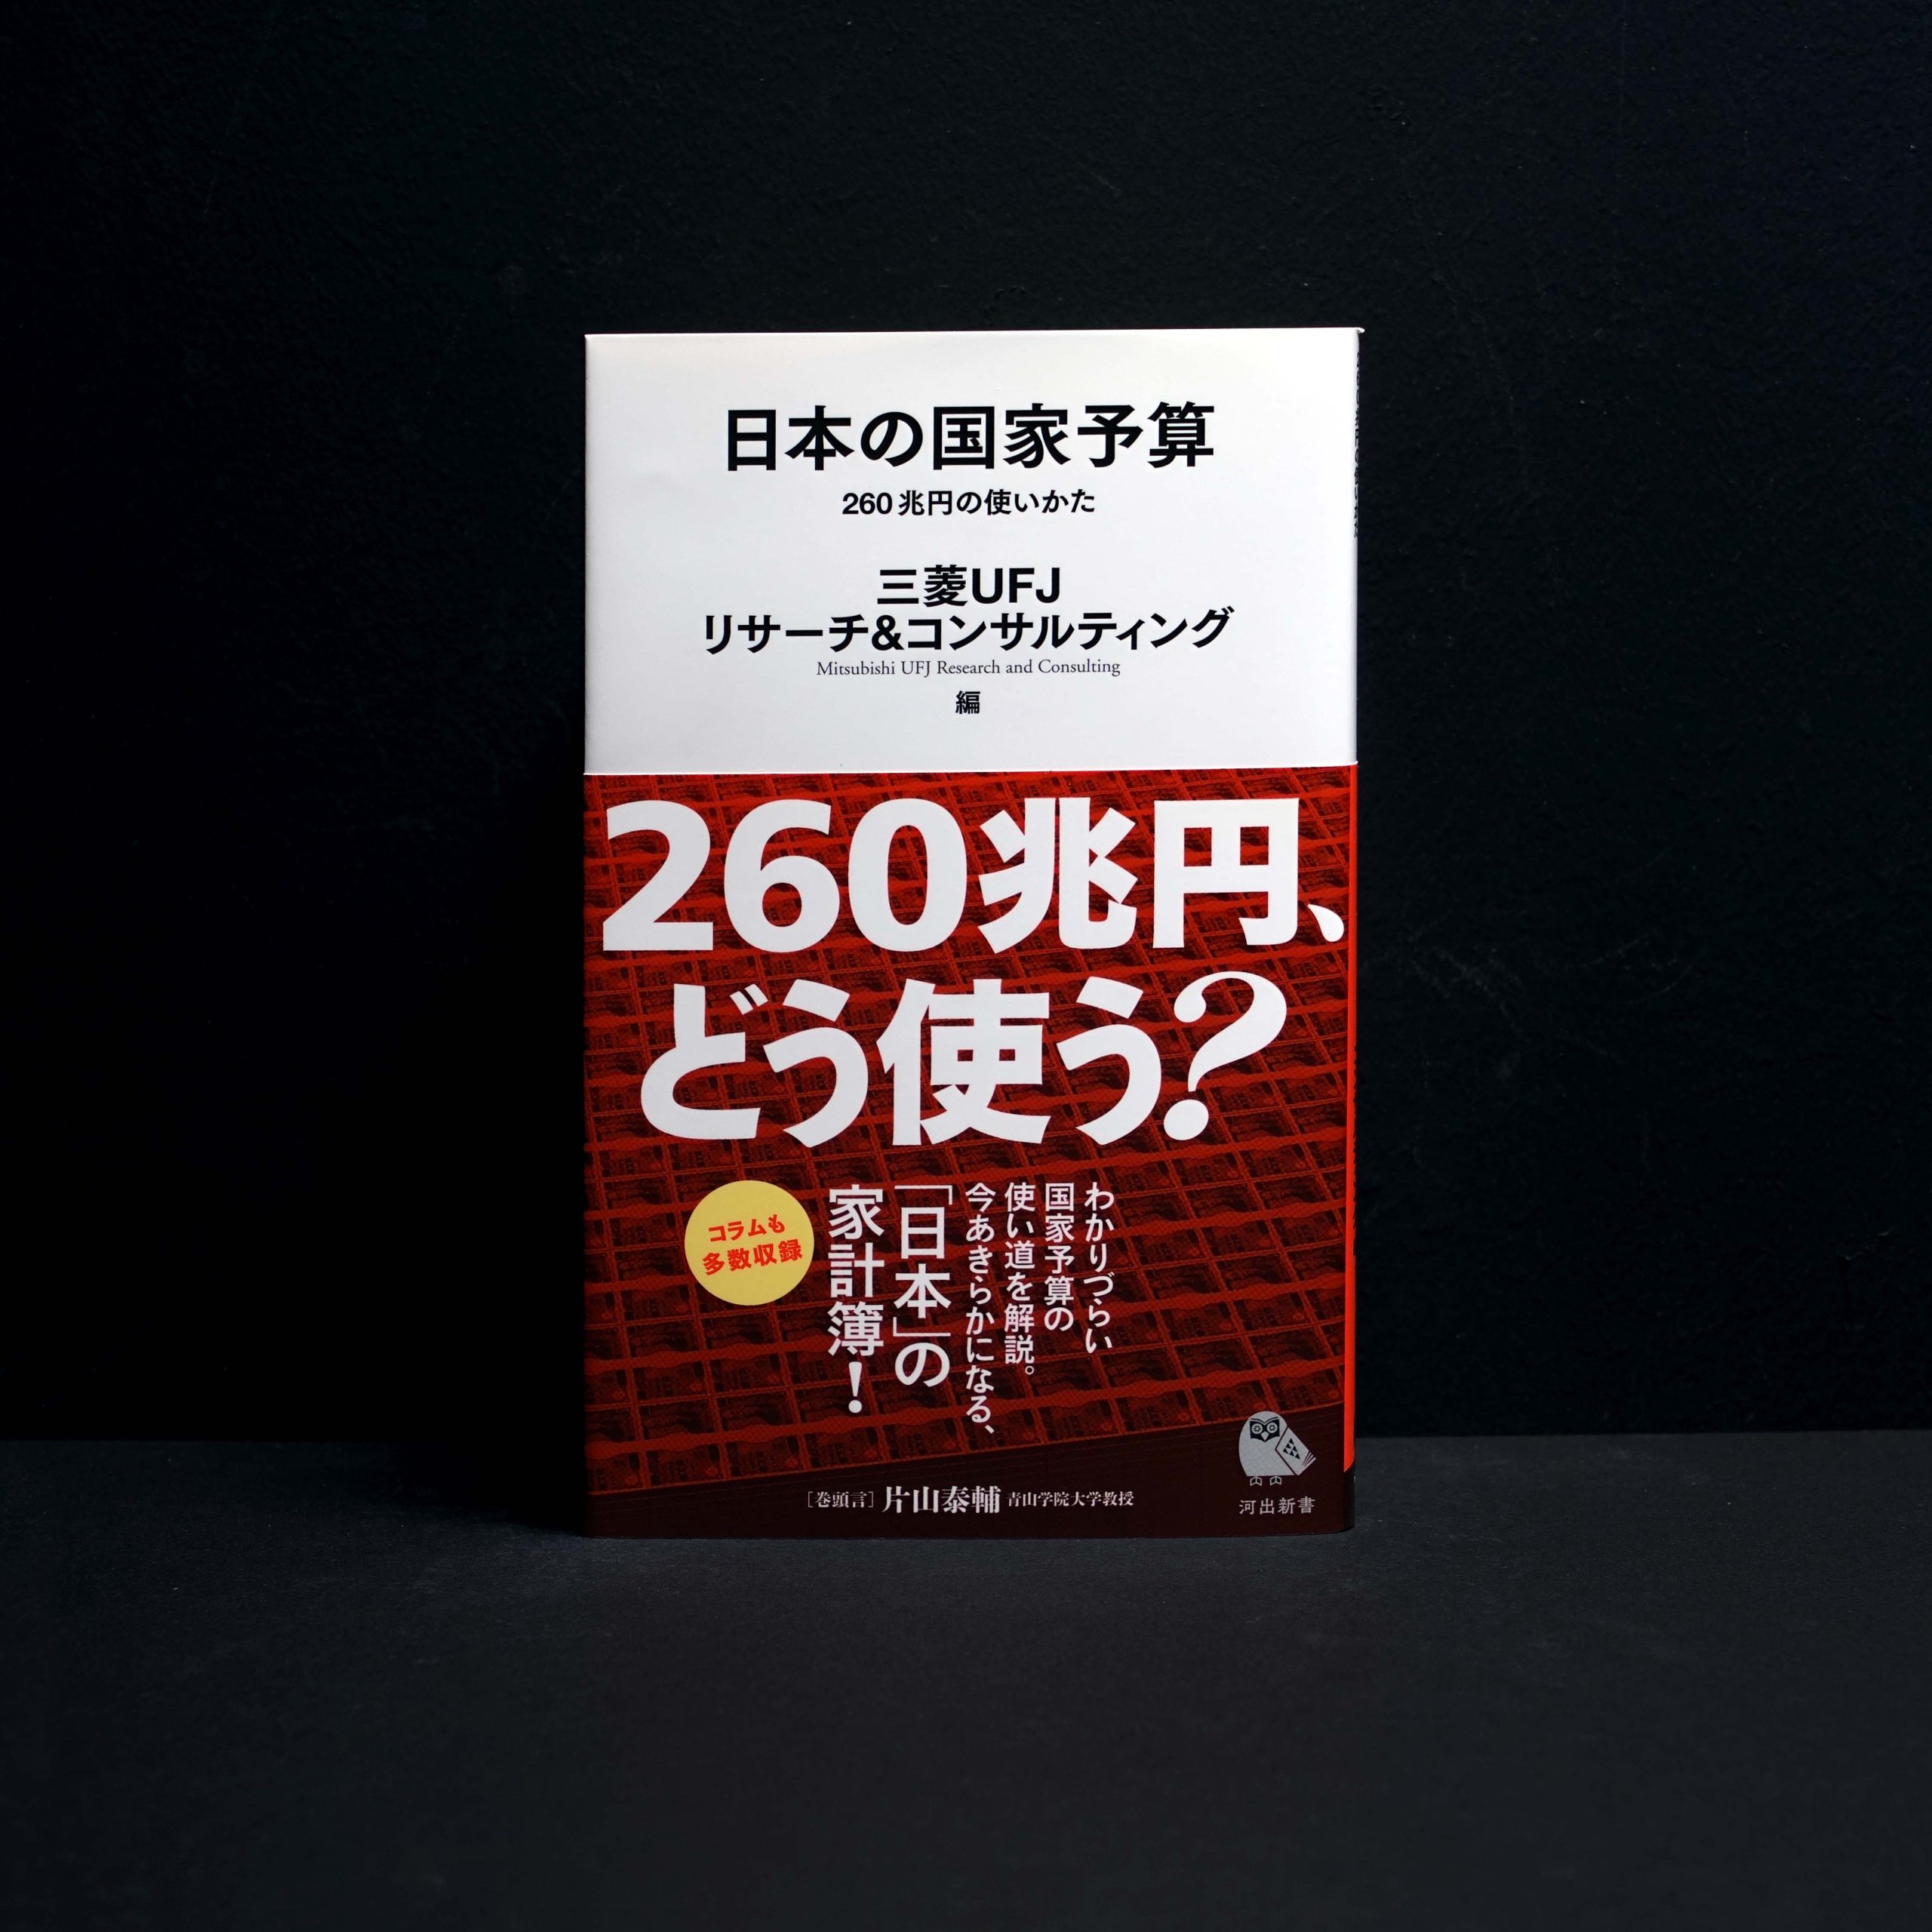 日本の国家予算
260兆円の使いかた
三菱UFJ
リサーチ&コンサルティング
Mitsubishi UFJ Research and Consulting
編
260兆円、
どう使う?
わかりづらい
国家予算の
使い道を解説。
今あきらかになる、
「日本」の
家計簿!
コラムも
多数収録
[巻頭言] 片山泰輔 青山学院大学教授
河出新書